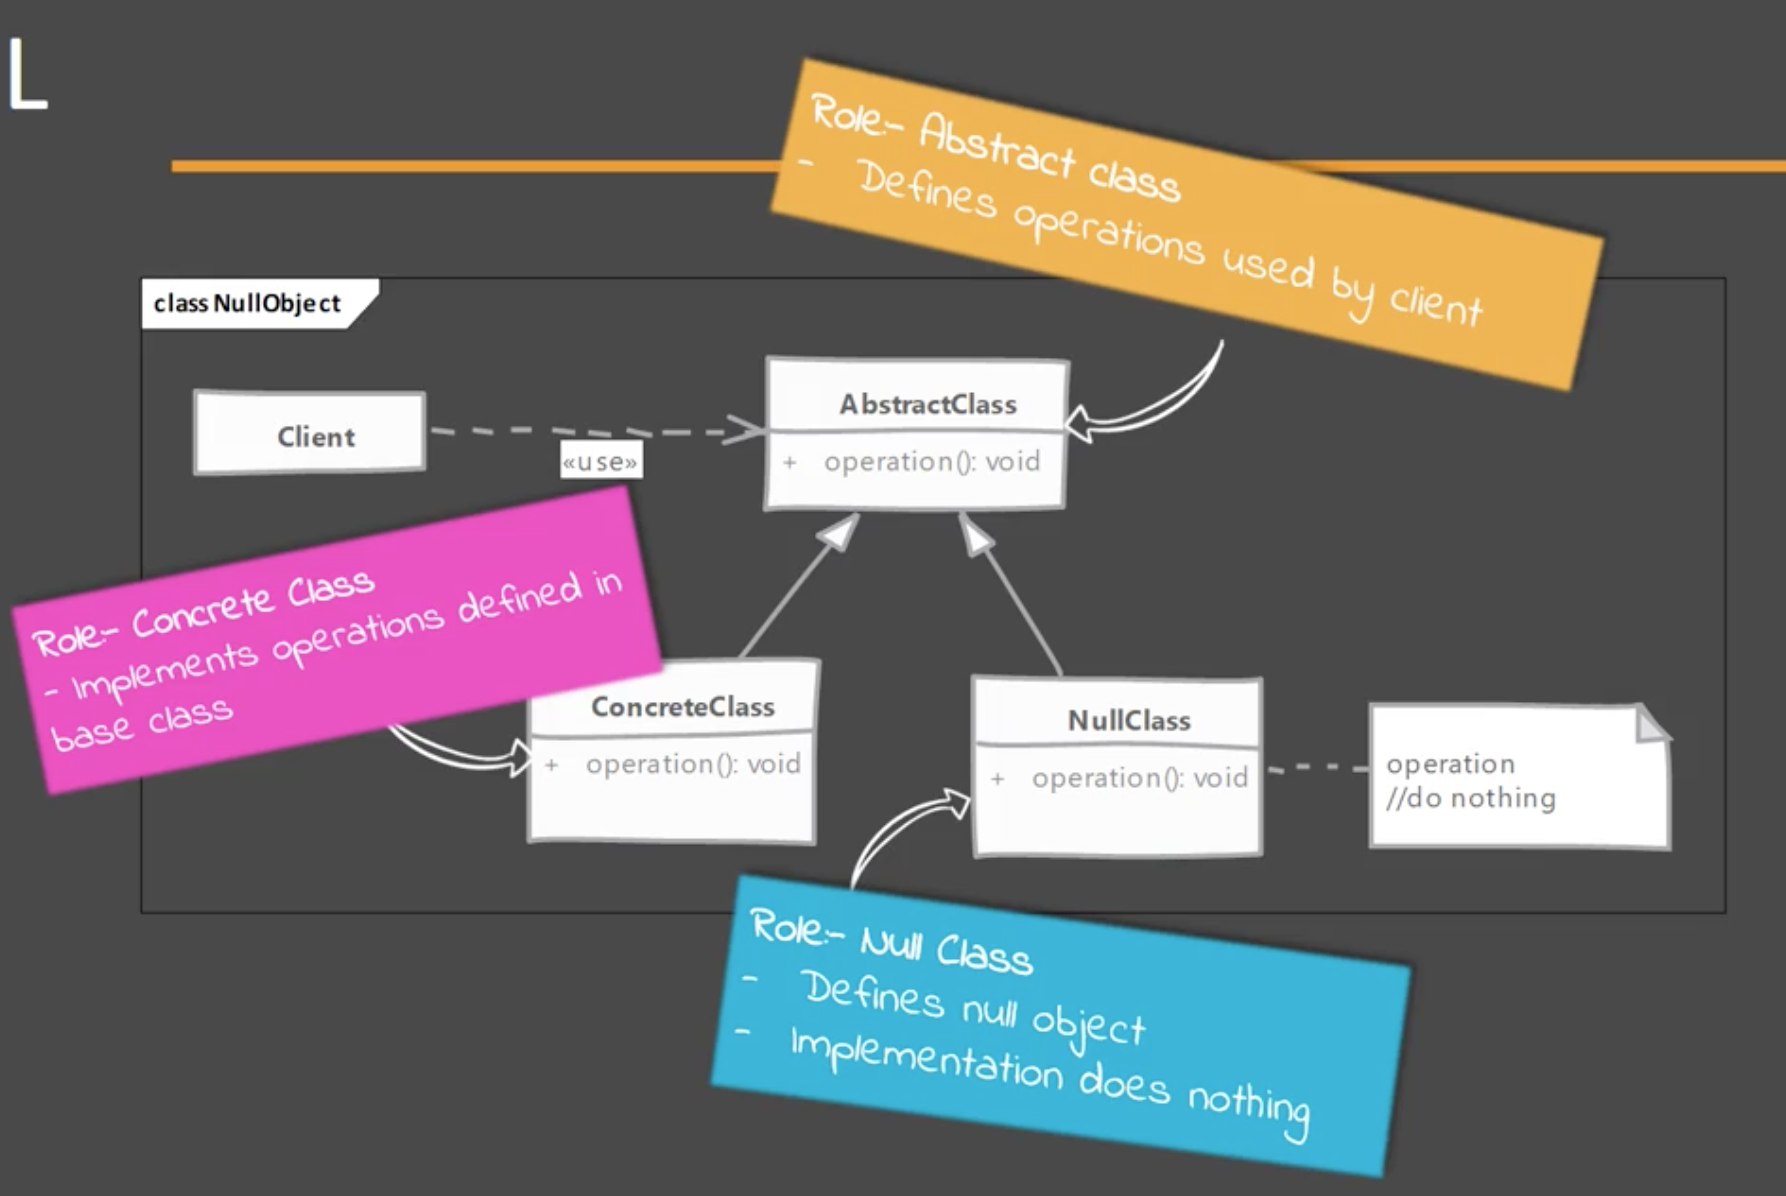 L
Role:- Abstract class
- Defines operations used by client
class NullObject
Client
«use»
AbstractClass
+ operation(): void
Role:- Concrete Class
- Implements operations defined in
base class
ConcreteClass
+ operation(): void
NullClass
+ operation(): void
operation
//do nothing
Role:- Null Class
- Defines null object
- Implementation does nothing